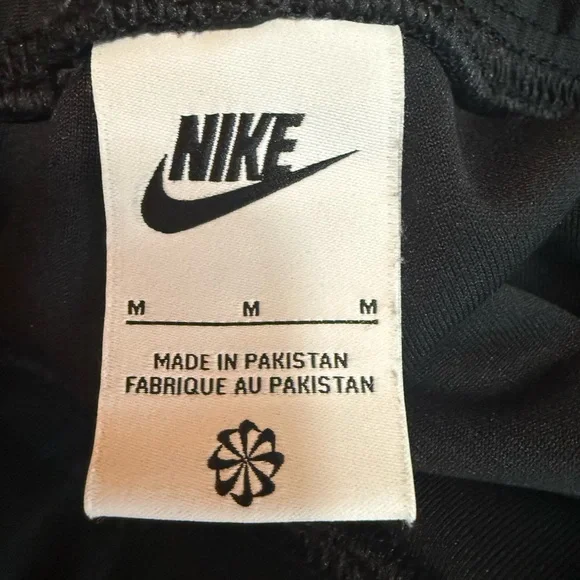 NIKE
M M M
MADE IN PAKISTAN
FABRIQUE AU PAKISTAN